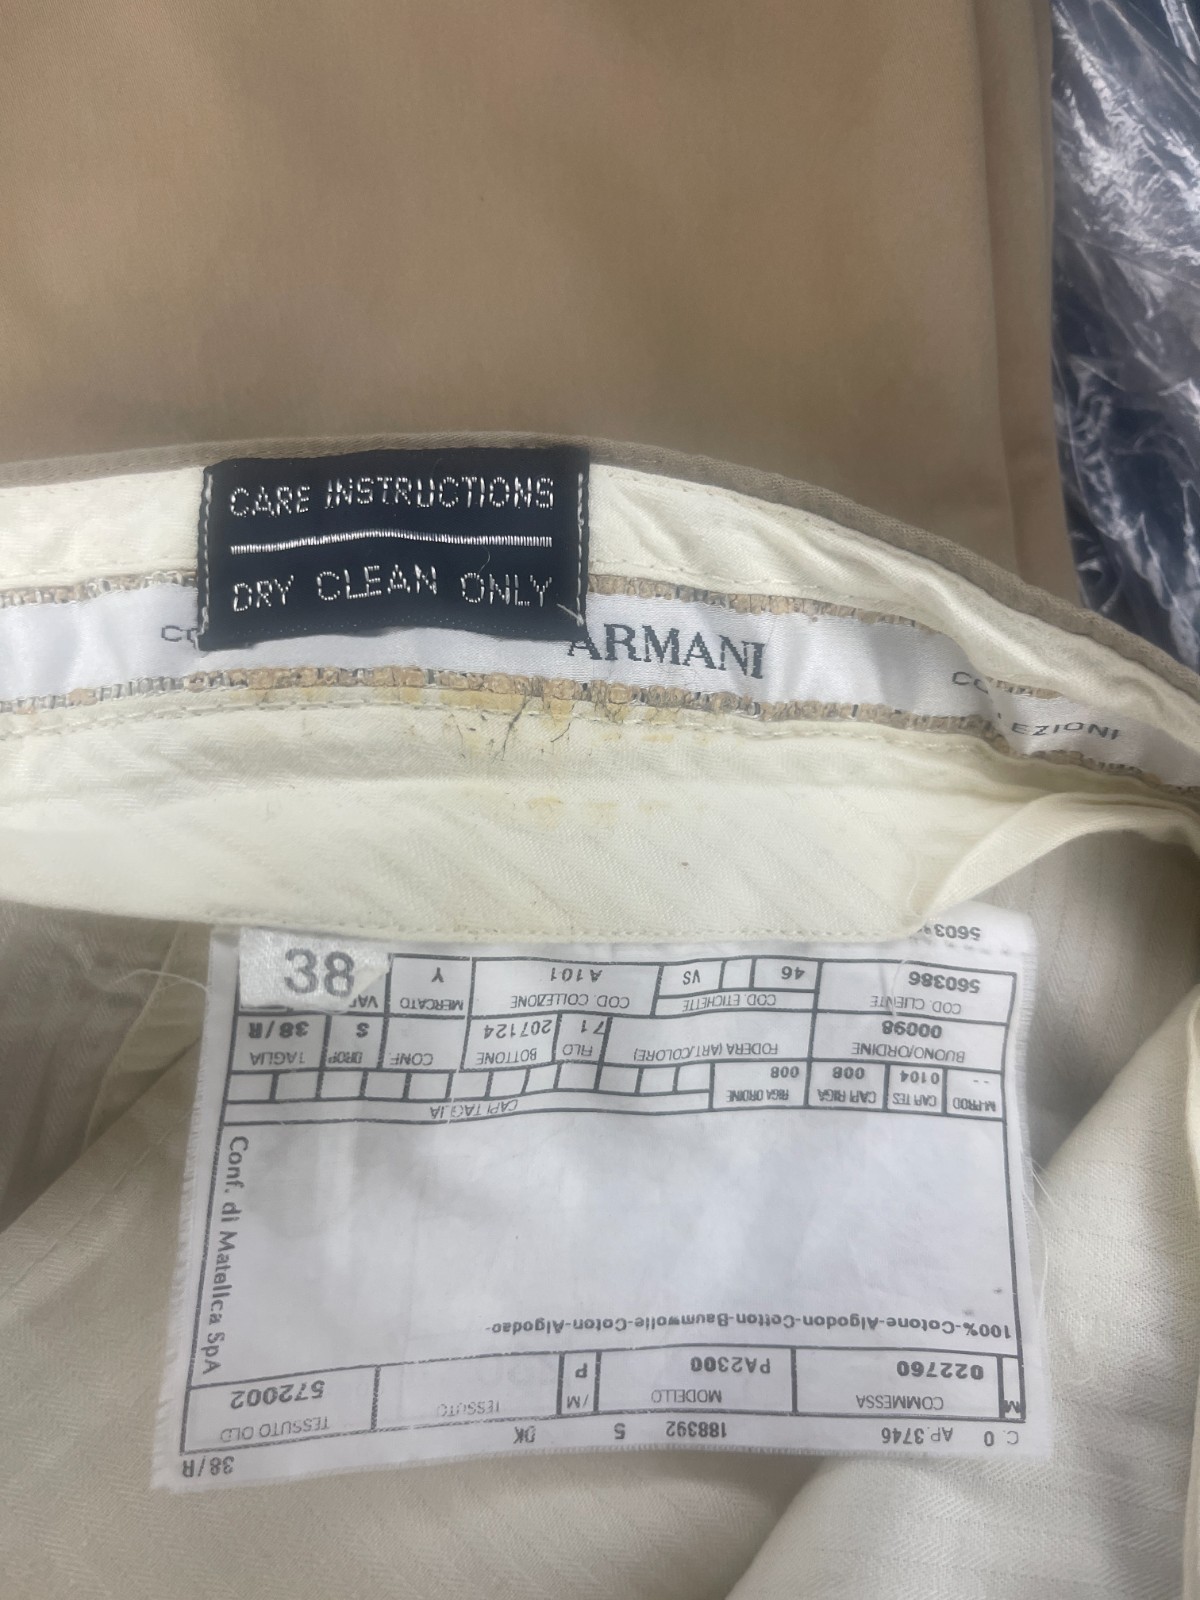 CARE INSTRUCTIONS
DRY CLEAN ONLY
ARMANI
EZIONI
38
38/R
C. 0 AP.3746 188392 5 DK
M COMMESSA MODELLO /M TESSUTO TESSUTO OLD
022760 PA2300 P 572002
100%-Cotone-Algodon-Cotton-Baumwolle-Coton-Algodao-
Conf. di Matelica SpA
CAPI TAGLIA
M-PROD CAPI TES CAPI RIGA RIGA ORDINE
-- 0104 008 008
BUONO/ORDINE FODERA (ART/COLORE) FILO BOTTONE CONF. DROP TAGLIA
00098 71 207124 S 38/R
COD. CLIENTE COD. ETICHETTE COD. COLLEZIONE MERCATO
560386 46 VS A101 Y